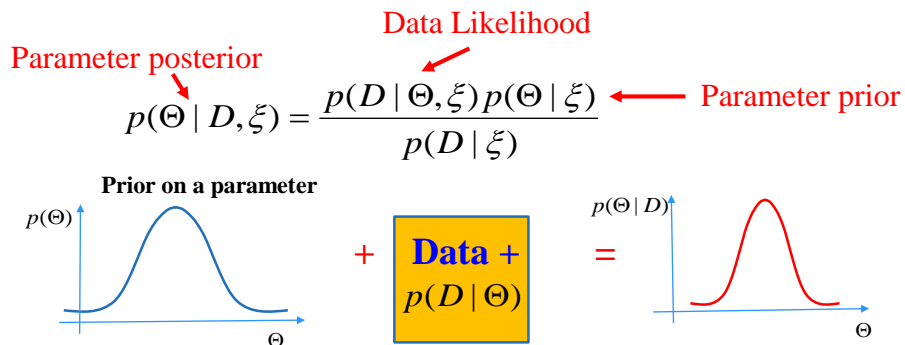 Data Likelihood
Parameter posterior
p(Θ | D, ξ) = p(D | Θ, ξ) p(Θ | ξ) / p(D | ξ)
Parameter prior
Prior on a parameter
p(Θ)
Θ
+
Data +
p(D | Θ)
=
p(Θ | D)
Θ